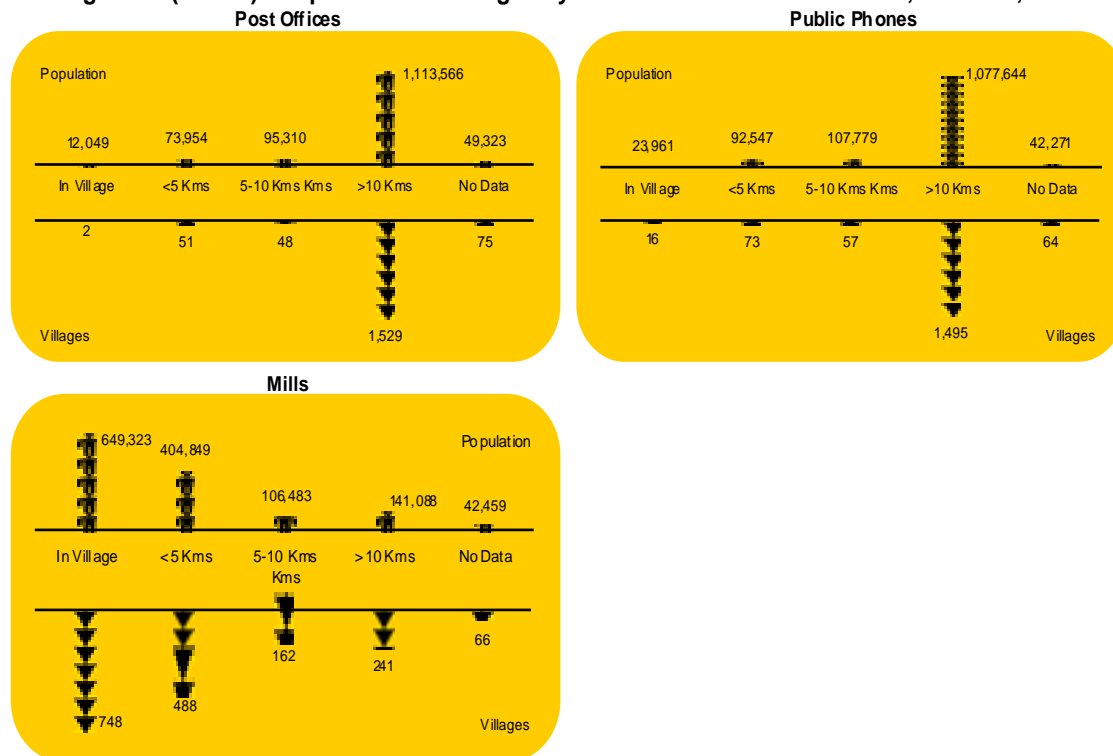 Post Offices
Public Phones
Population
1,113,566
12,049
73,954
95,310
49,323
In Village
<5 Kms
5-10 Kms Kms
>10 Kms
No Data
2
51
48
75
1,529
Villages
Population
1,077,644
23,961
92,547
107,779
42,271
In Village
<5 Kms
5-10 Kms Kms
>10 Kms
No Data
16
73
57
64
1,495
Villages
Mills
649,323
404,849
Population
106,483
141,088
42,459
In Village
<5 Kms
5-10 Kms
Kms
>10 Kms
No Data
162
241
66
748
488
Villages